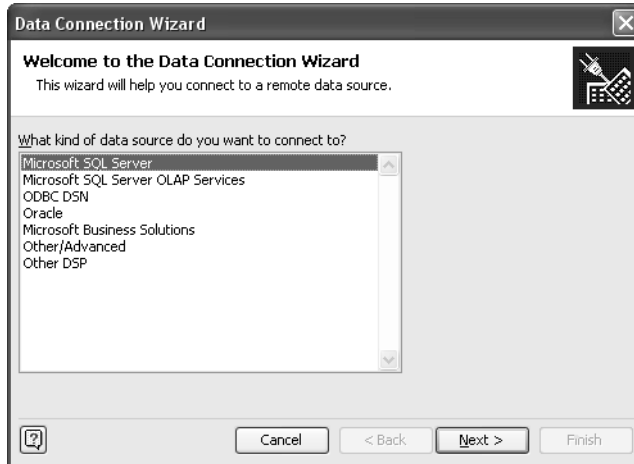 Data Connection Wizard
Welcome to the Data Connection Wizard
This wizard will help you connect to a remote data source.
What kind of data source do you want to connect to?
Microsoft SQL Server
Microsoft SQL Server OLAP Services
ODBC DSN
Oracle
Microsoft Business Solutions
Other/Advanced
Other DSP
? Cancel < Back Next > Finish